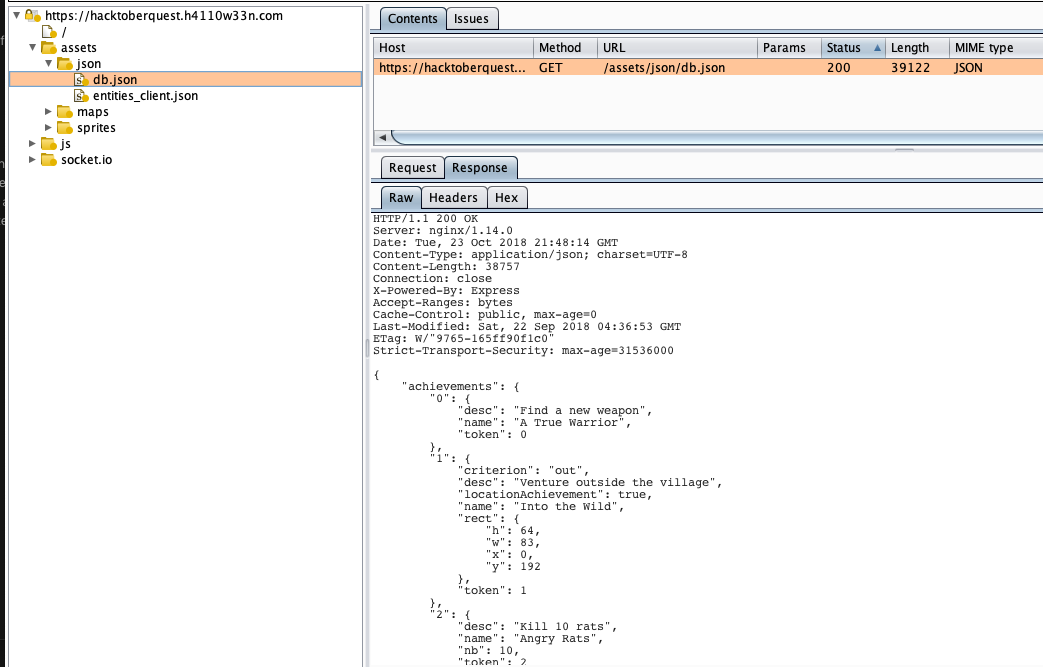 https://hacktoberquest.h4110w33n.com
/
assets
json
db.json
entities_client.json
maps
sprites
js
socket.io
Contents Issues
Host Method URL Params Status Length MIME type
https://hacktoberquest... GET /assets/json/db.json 200 39122 JSON
Request Response
Raw Headers Hex
HTTP/1.1 200 OK
Server: nginx/1.14.0
Date: Tue, 23 Oct 2018 21:48:14 GMT
Content-Type: application/json; charset=UTF-8
Content-Length: 38757
Connection: close
X-Powered-By: Express
Accept-Ranges: bytes
Cache-Control: public, max-age=0
Last-Modified: Sat, 22 Sep 2018 04:36:53 GMT
ETag: W/"9765-165ff90f1c0"
Strict-Transport-Security: max-age=31536000
{
"achievements": {
"0": {
"desc": "Find a new weapon",
"name": "A True Warrior",
"token": 0
},
"1": {
"criterion": "out",
"desc": "Venture outside the village",
"locationAchievement": true,
"name": "Into the Wild",
"rect": {
"h": 64,
"w": 83,
"x": 0,
"y": 192
},
"token": 1
},
"2": {
"desc": "Kill 10 rats",
"name": "Angry Rats",
"nb": 10,
"token": 2